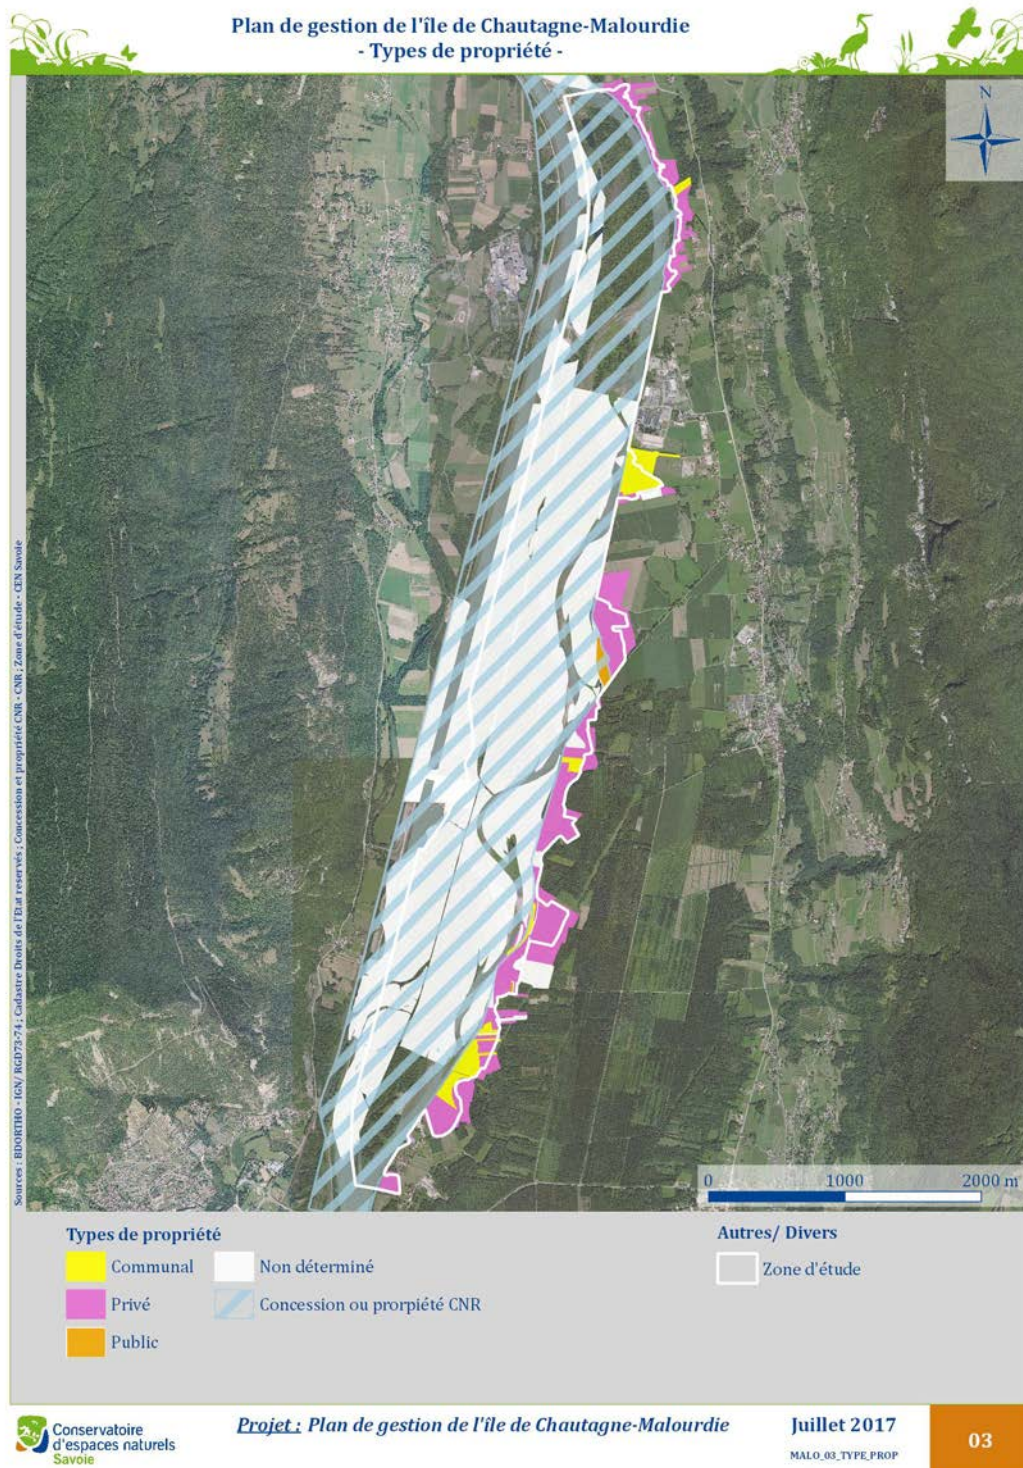 Plan de gestion de l'île de Chautagne-Malourdie
- Types de propriété -
N
Sources : BDORTHO - IGN/ RGD73-74 ; Cadastre Droits de l'Etat reservés ; Concession et propriété CNR - CNR ; Zone d'étude - CEN Savoie
0 1000 2000 m
Types de propriété
Communal
Privé
Public
Non déterminé
Concession ou prorpiété CNR
Autres/ Divers
Zone d'étude
Conservatoire
d'espaces naturels
Savoie
Projet : Plan de gestion de l'île de Chautagne-Malourdie
Juillet 2017
MALO_03_TYPE_PROP
03